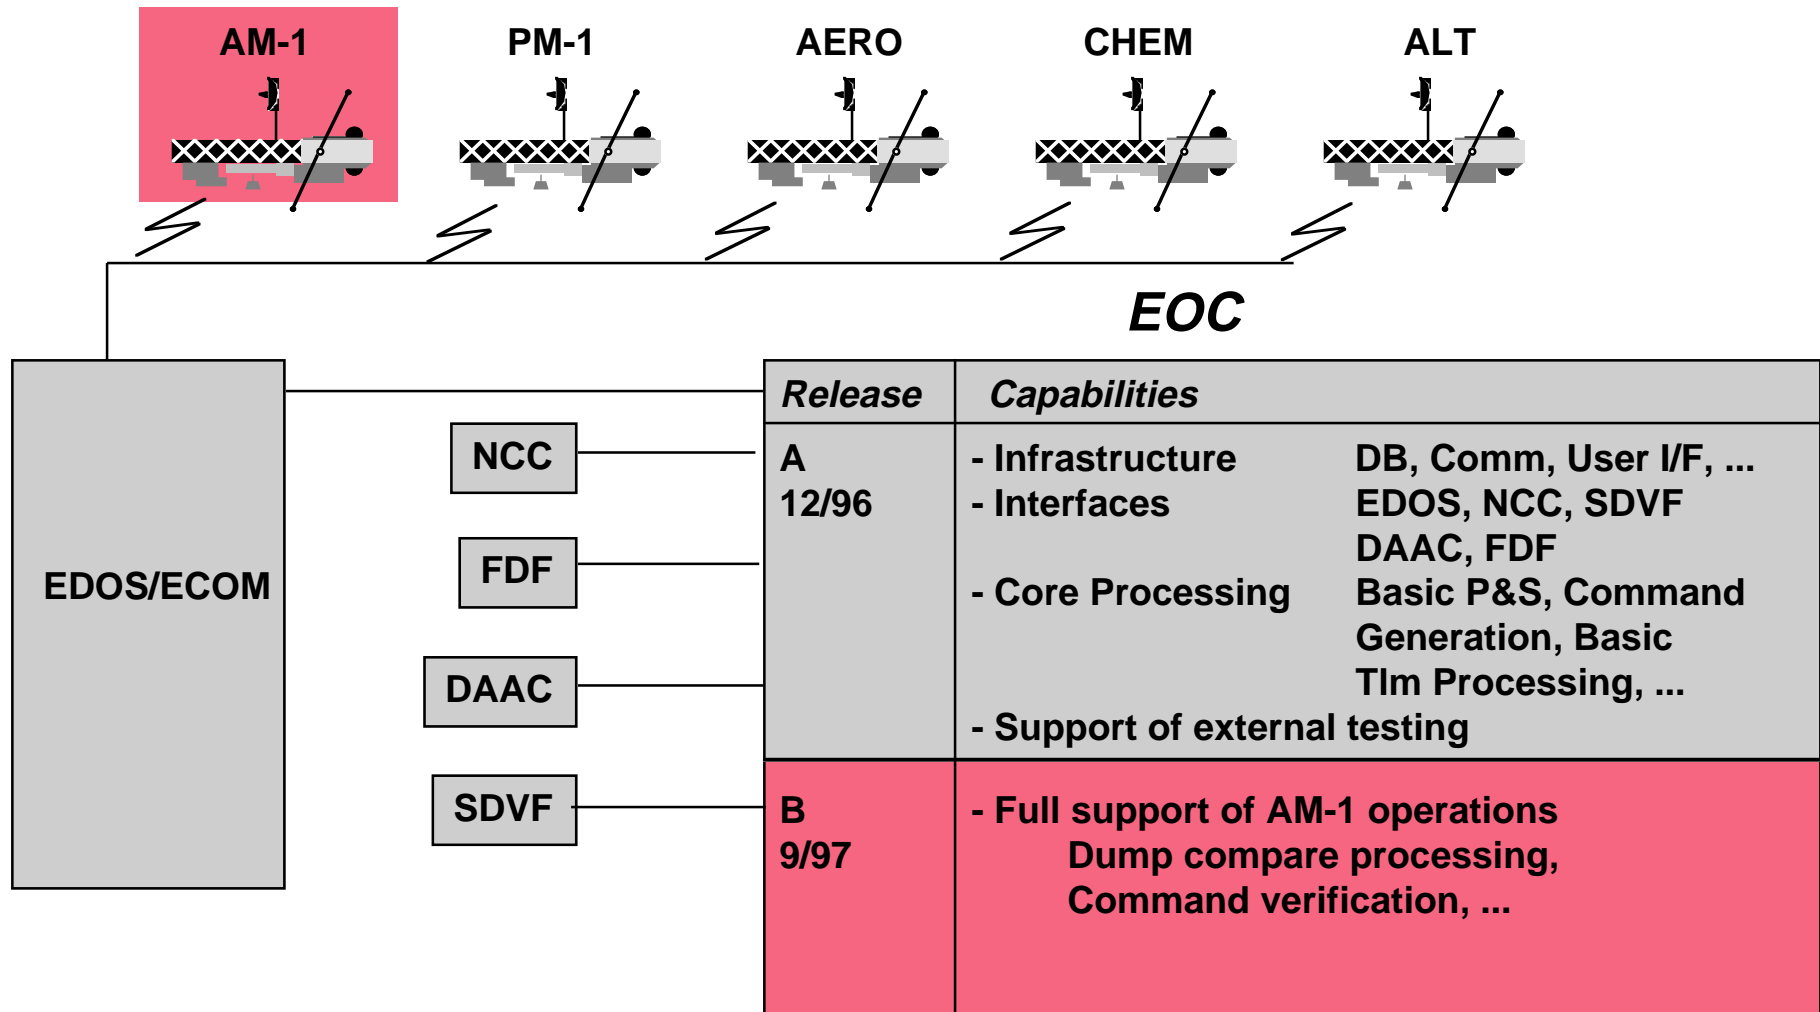 AM-1 PM-1 AERO CHEM ALT
EOC
EDOS/ECOM
NCC
FDF
DAAC
SDVF
Release Capabilities
A - Infrastructure DB, Comm, User I/F, ...
12/96 - Interfaces EDOS, NCC, SDVF
DAAC, FDF
- Core Processing Basic P&S, Command
Generation, Basic
Tlm Processing, ...
- Support of external testing
B - Full support of AM-1 operations
9/97 Dump compare processing,
Command verification, ...